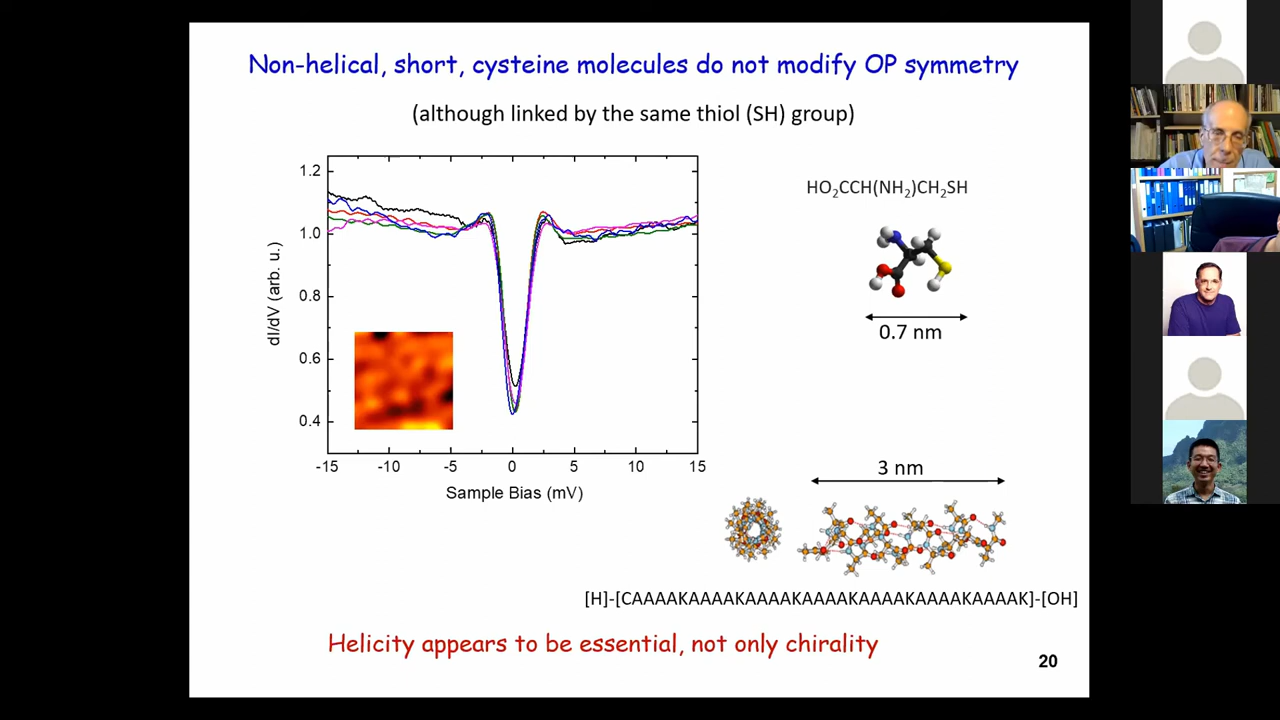 Non-helical, short, cysteine molecules do not modify OP symmetry
(although linked by the same thiol (SH) group)
1.2
1.0
0.8
0.6
0.4
dI/dV (arb. u.)
-15 -10 -5 0 5 10 15
Sample Bias (mV)
HO₂CCH(NH₂)CH₂SH
0.7 nm
3 nm
[H]-[CAAAAKAAAAKAAAAKAAAAKAAAAKAAAAKAAAAK]-[OH]
Helicity appears to be essential, not only chirality
20